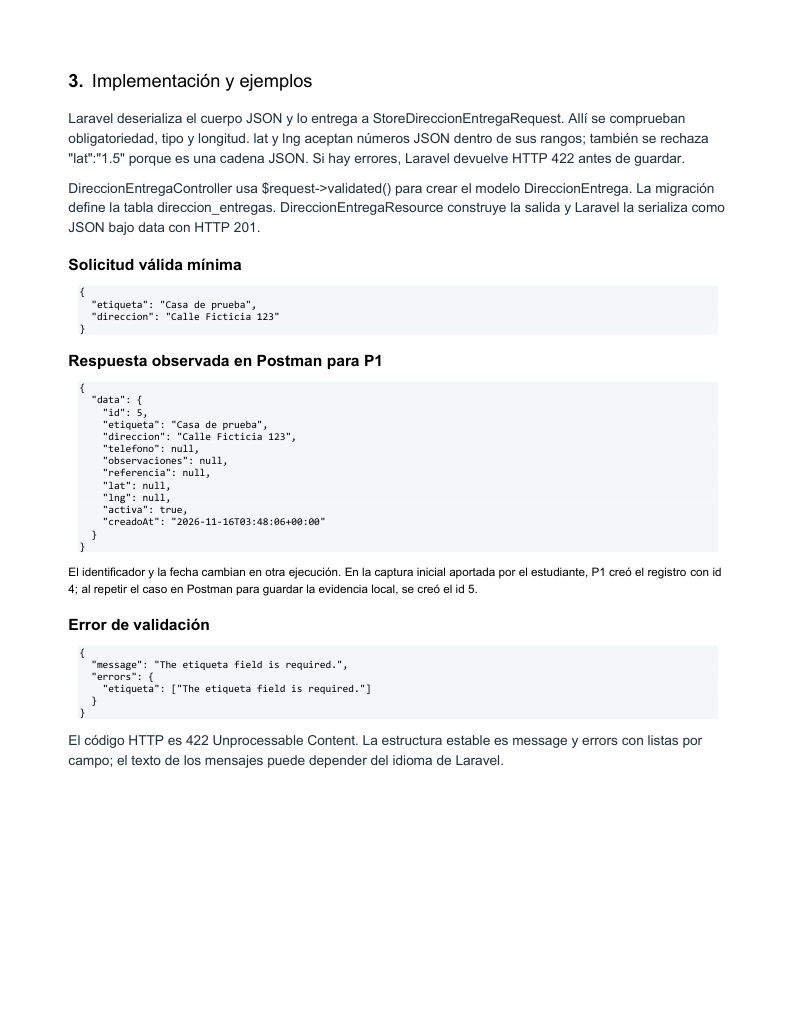 3. Implementación y ejemplos
Laravel deserializa el cuerpo JSON y lo entrega a StoreDireccionEntregaRequest. Allí se comprueban
obligatoriedad, tipo y longitud. lat y lng aceptan números JSON dentro de sus rangos; también se rechaza
"lat":"1.5" porque es una cadena JSON. Si hay errores, Laravel devuelve HTTP 422 antes de guardar.
DireccionEntregaController usa $request->validated() para crear el modelo DireccionEntrega. La migración
define la tabla direccion_entregas. DireccionEntregaResource construye la salida y Laravel la serializa como
JSON bajo data con HTTP 201.
Solicitud válida mínima
{
  "etiqueta": "Casa de prueba",
  "direccion": "Calle Ficticia 123"
}
Respuesta observada en Postman para P1
{
  "data": {
    "id": 5,
    "etiqueta": "Casa de prueba",
    "direccion": "Calle Ficticia 123",
    "telefono": null,
    "observaciones": null,
    "referencia": null,
    "lat": null,
    "lng": null,
    "activa": true,
    "creadoAt": "2026-11-16T03:48:06+00:00"
  }
}
El identificador y la fecha cambian en otra ejecución. En la captura inicial aportada por el estudiante, P1 creó el registro con id
4; al repetir el caso en Postman para guardar la evidencia local, se creó el id 5.
Error de validación
{
  "message": "The etiqueta field is required.",
  "errors": {
    "etiqueta": ["The etiqueta field is required."]
  }
}
El código HTTP es 422 Unprocessable Content. La estructura estable es message y errors con listas por
campo; el texto de los mensajes puede depender del idioma de Laravel.